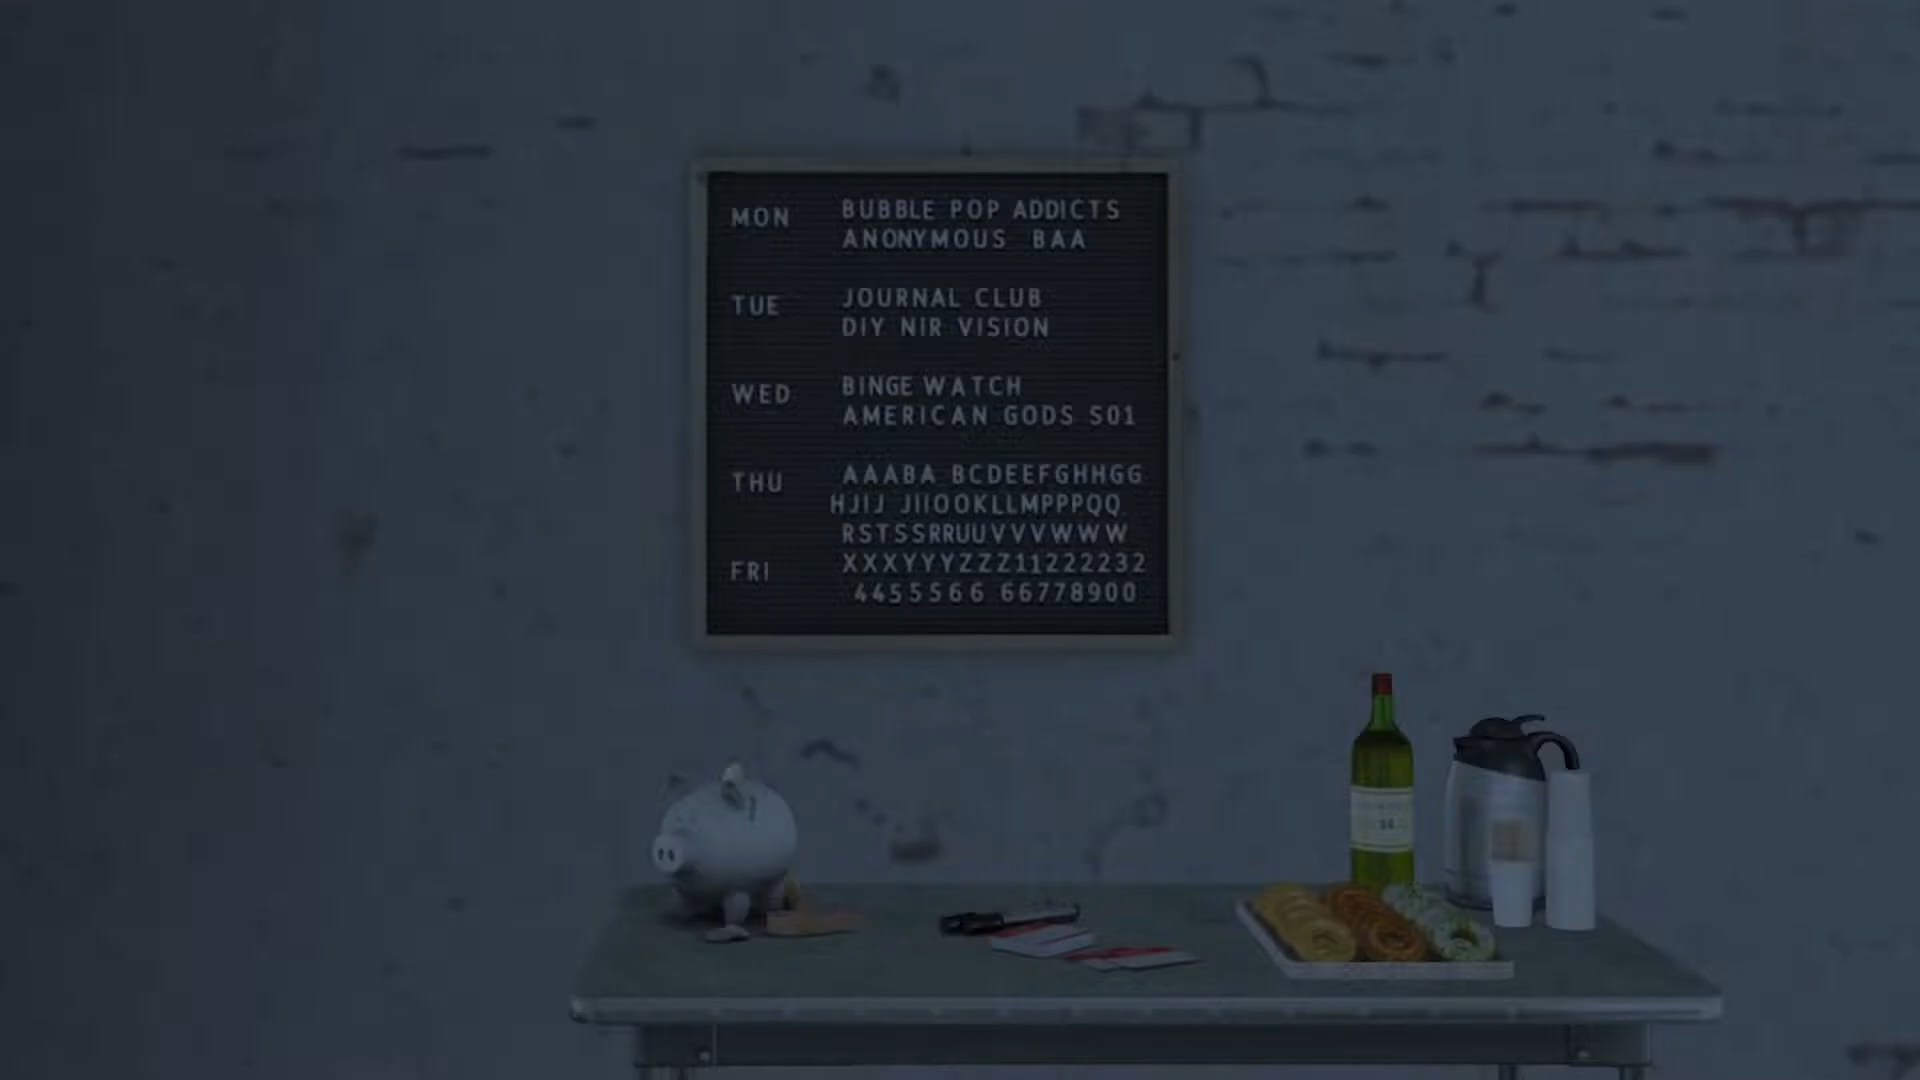 MON BUBBLE POP ADDICTS
ANONYMOUS BAA
TUE JOURNAL CLUB
DIY NIR VISION
WED BINGE WATCH
AMERICAN GODS S01
THU AAABA BCDEEFGHHGG
HJIJ JIIOOKLLMPPPQQ
RSTSSRRUUVVVWWW
FRI XXXYYYZZZ11222232
4455566 66778900